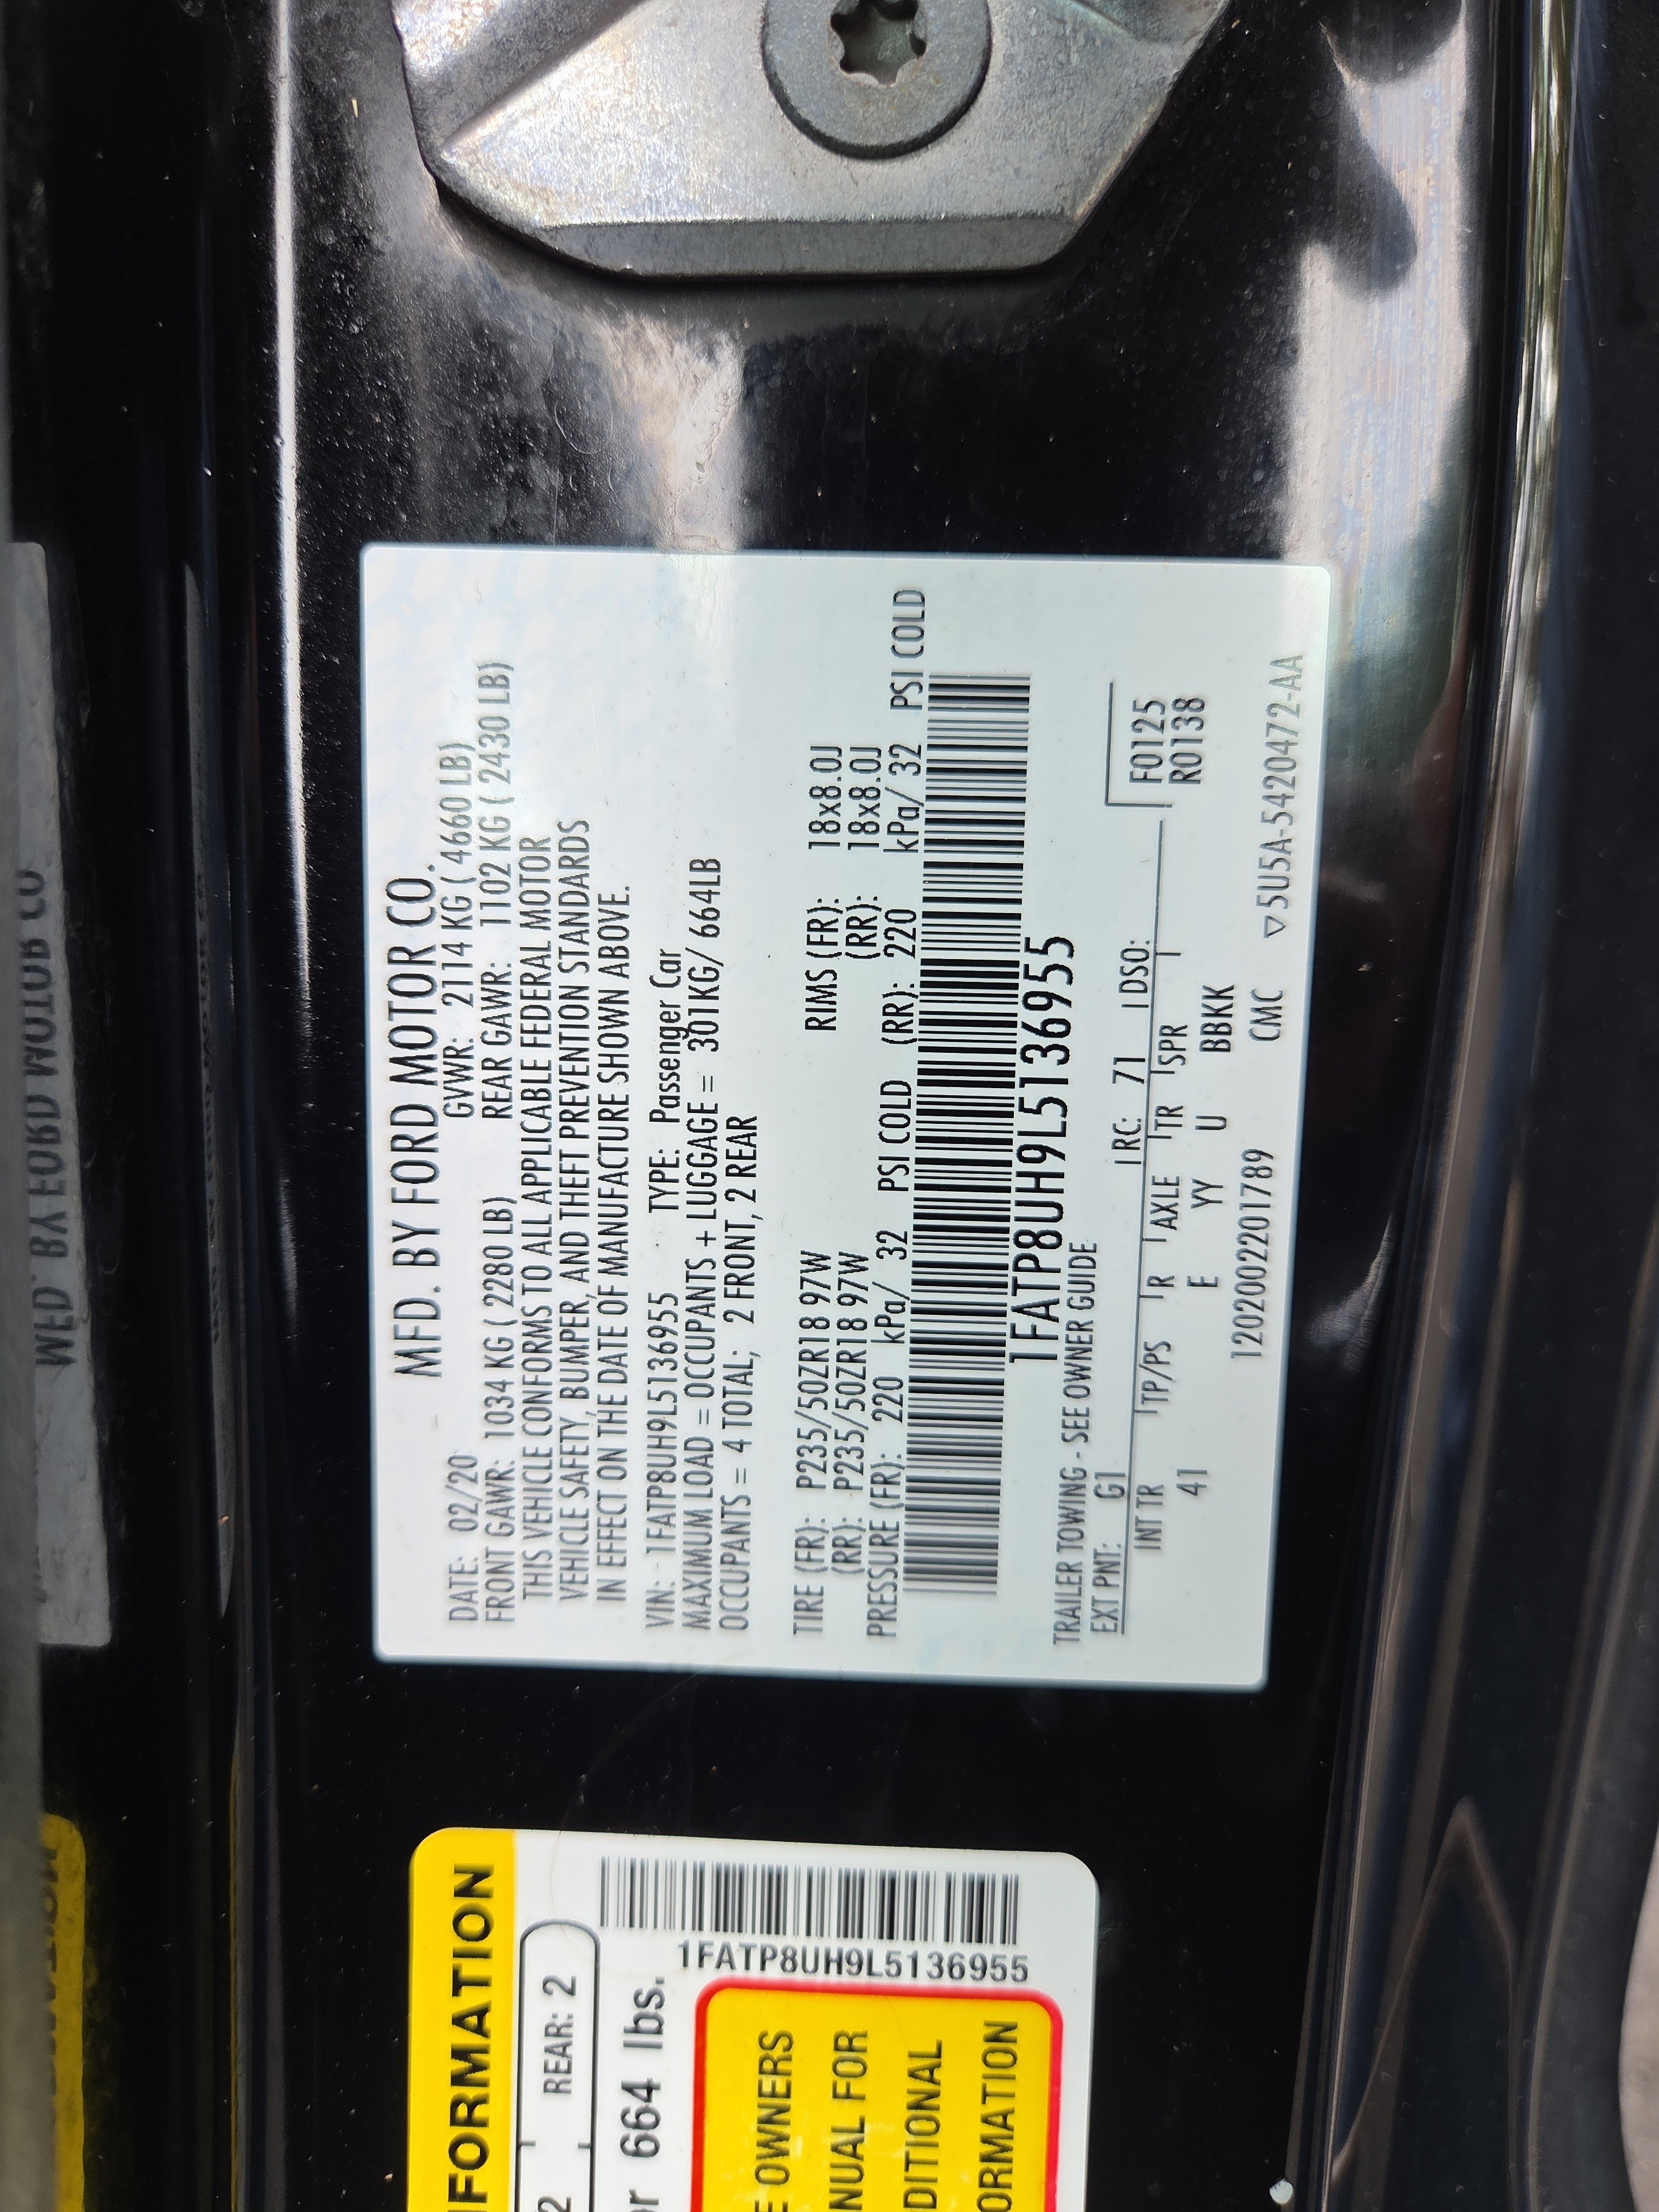 MFD. BY FORD MOTOR CO.
DATE: 02/20 GVWR: 2114 KG ( 4660 LB)
FRONT GAWR: 1034 KG ( 2280 LB) REAR GAWR: 1102 KG ( 2430 LB)
THIS VEHICLE CONFORMS TO ALL APPLICABLE FEDERAL MOTOR
VEHICLE SAFETY, BUMPER, AND THEFT PREVENTION STANDARDS
IN EFFECT ON THE DATE OF MANUFACTURE SHOWN ABOVE.
VIN: 1FATP8UH9L5136955 TYPE: Passenger Car
MAXIMUM LOAD = OCCUPANTS + LUGGAGE = 301KG/ 664LB
OCCUPANTS = 4 TOTAL; 2 FRONT, 2 REAR
TIRE (FR): P235/50ZR18 97W RIMS (FR): 18x8.0J
(RR): P235/50ZR18 97W (RR): 18x8.0J
PRESSURE (FR): 220 kPa/ 32 PSI COLD (RR): 220 kPa/ 32 PSI COLD
1FATP8UH9L5136955
TRAILER TOWING - SEE OWNER GUIDE
EXT PNT: G1 RC: 71 DSO:
INT TR TP/PS R AXLE TR SPR
F0125
41 E YY U BBKK
R0138
1202002201789 CMC ▽5U5A-5420472-AA
FORMATION
2 REAR: 2
r 664 lbs.
1FATP8UH9L5136955
E OWNERS
NUAL FOR
DITIONAL
ORMATION
MFD. BY FORD MOTOR CO